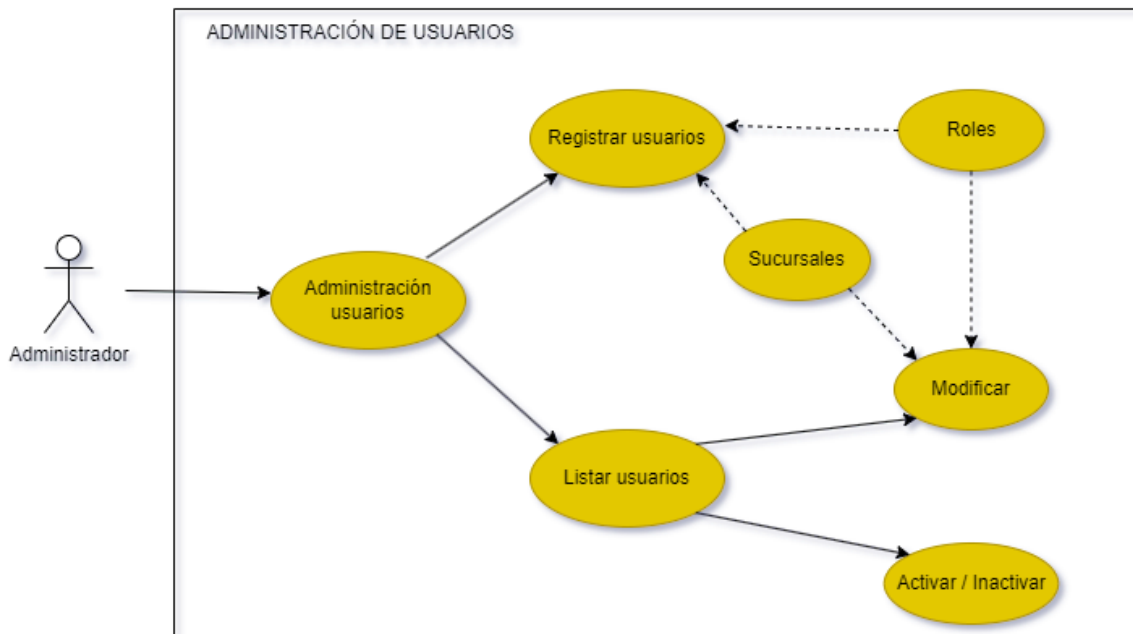 ADMINISTRACIÓN DE USUARIOS
Registrar usuarios
Roles
Sucursales
Administración
usuarios
Administrador
Modificar
Listar usuarios
Activar / Inactivar